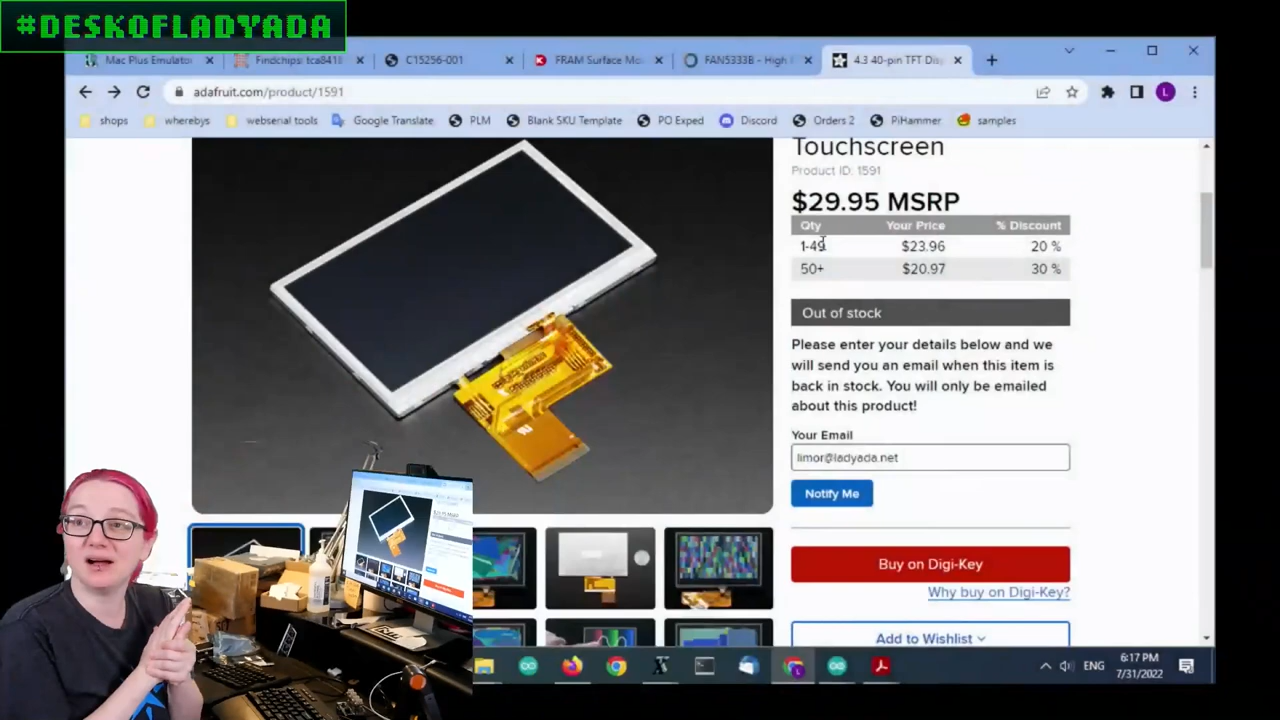 #DESKOFLADYADA
Mac Plus Emulator
Findchips: tca8418
C15256-001
FRAM Surface Mo
FAN5333B - High
4.3 40-pin TFT Disp
adafruit.com/product/1591
L
shops
wherebys
webserial tools
Google Translate
PLM
Blank SKU Template
PO Exped
Discord
Orders 2
PiHammer
samples
Touchscreen
Product ID: 1591
$29.95 MSRP
Qty Your Price % Discount
1-49 $23.96 20 %
50+ $20.97 30 %
Out of stock
Please enter your details below and we
will send you an email when this item is
back in stock. You will only be emailed
about this product!
Your Email
limor@ladyada.net
Notify Me
Buy on Digi-Key
Why buy on Digi-Key?
Add to Wishlist
ENG
6:17 PM
7/31/2022